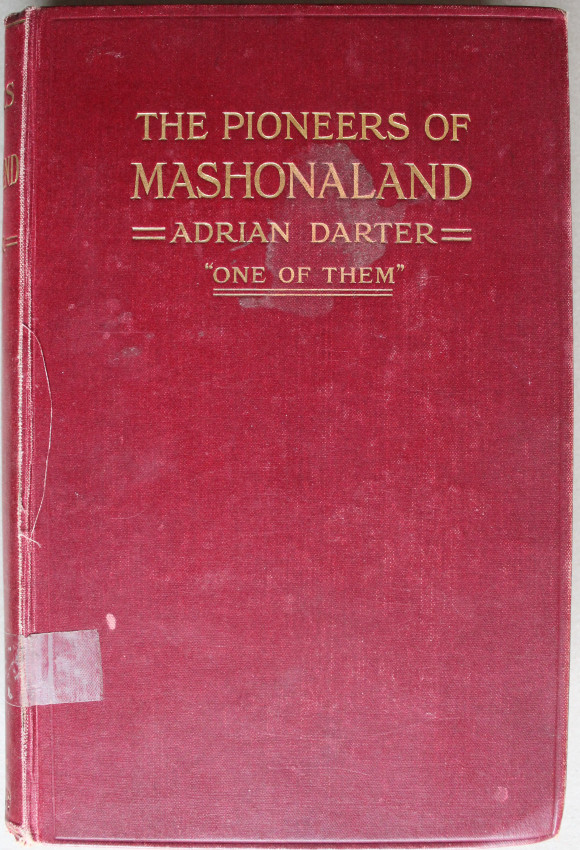 THE PIONEERS OF
MASHONALAND
ADRIAN DARTER
"ONE OF THEM"